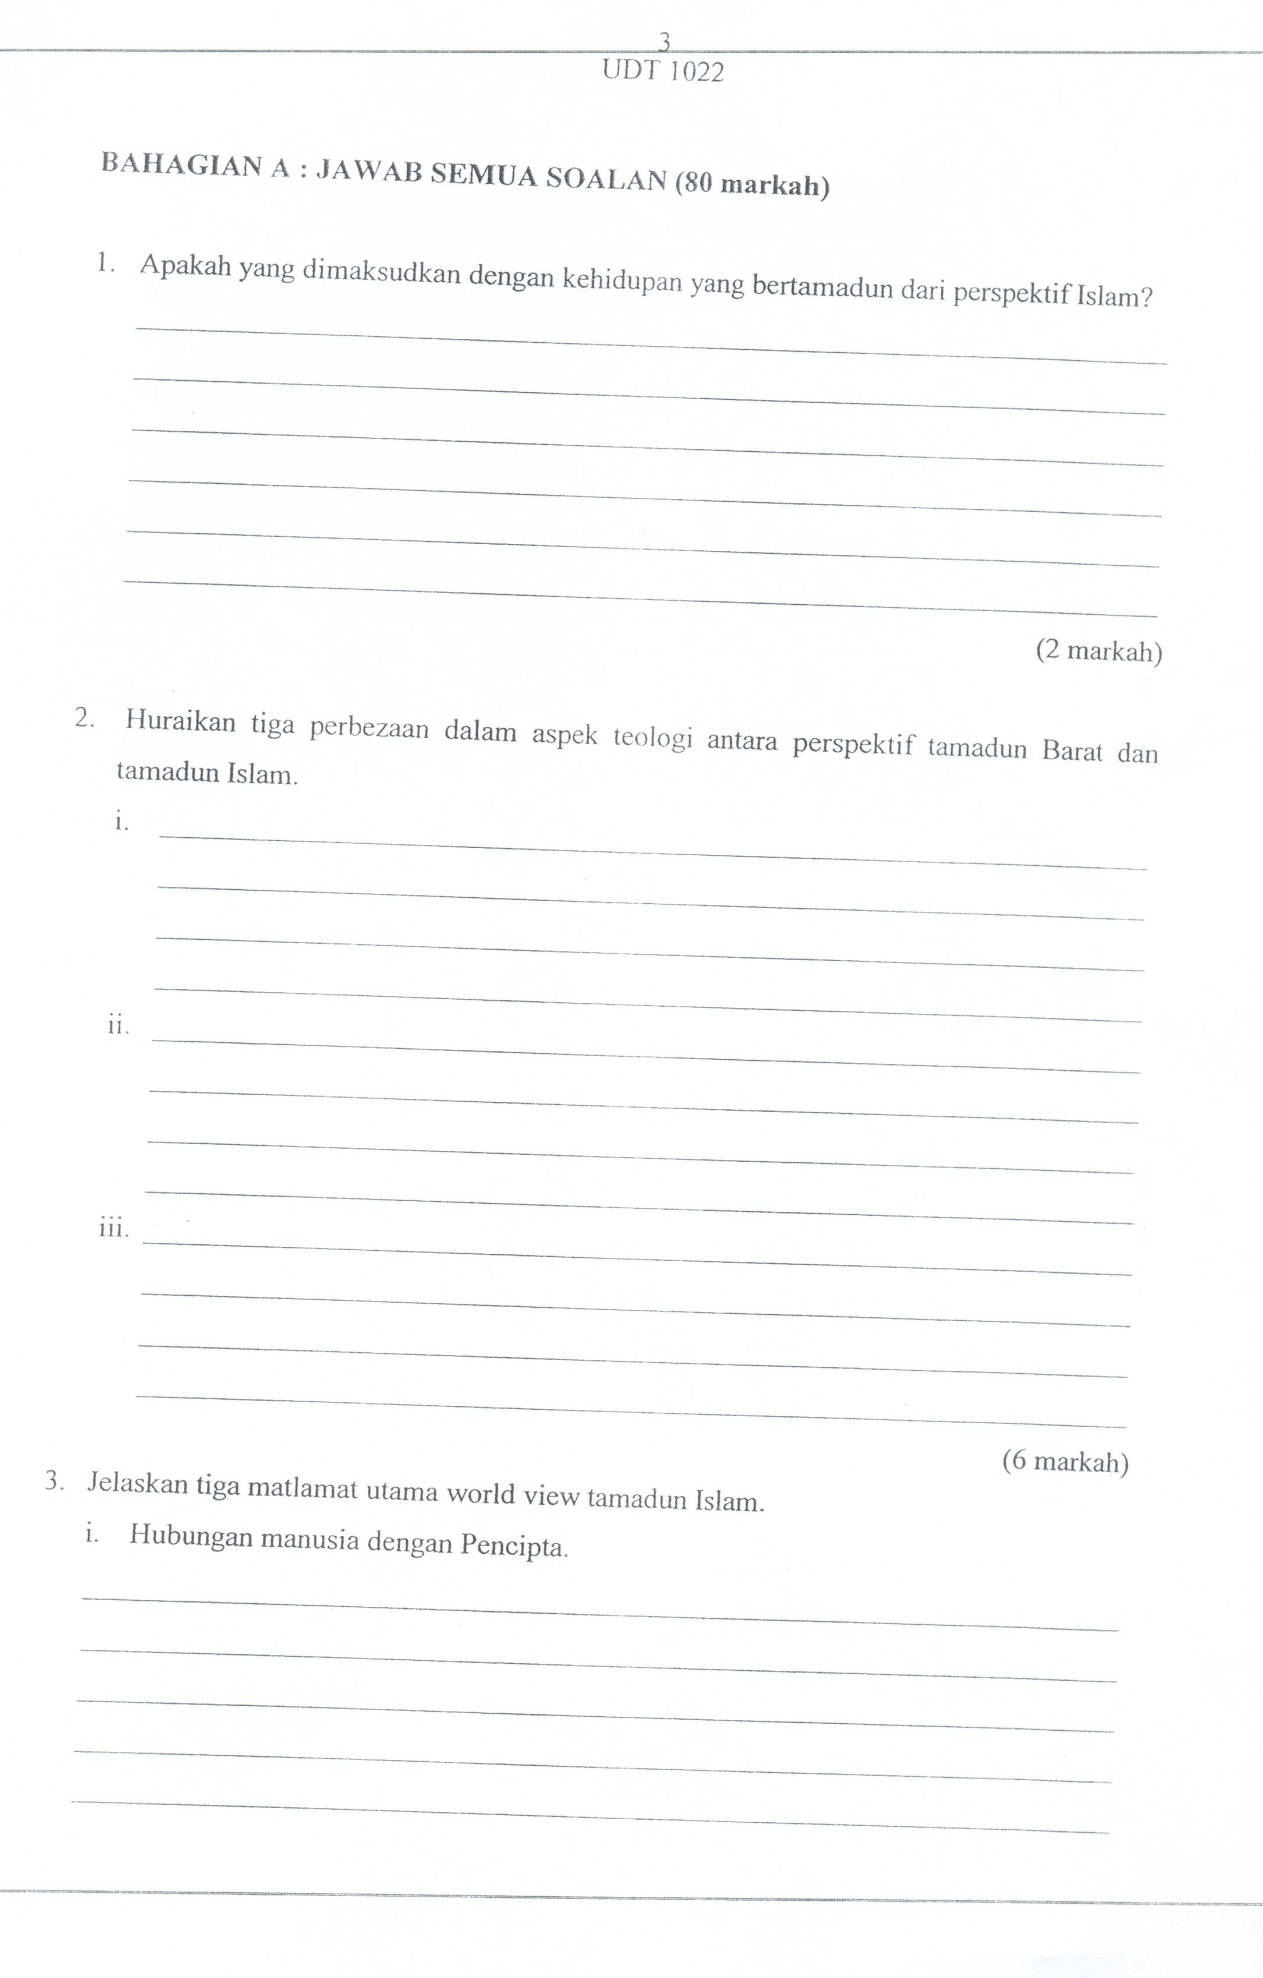 3
UDT 1022
BAHAGIAN A : JAWAB SEMUA SOALAN (80 markah)
1. Apakah yang dimaksudkan dengan kehidupan yang bertamadun dari perspektif Islam?
(2 markah)
2. Huraikan tiga perbezaan dalam aspek teologi antara perspektif tamadun Barat dan
tamadun Islam.
i.
ii.
iii.
(6 markah)
3. Jelaskan tiga matlamat utama world view tamadun Islam.
i. Hubungan manusia dengan Pencipta.